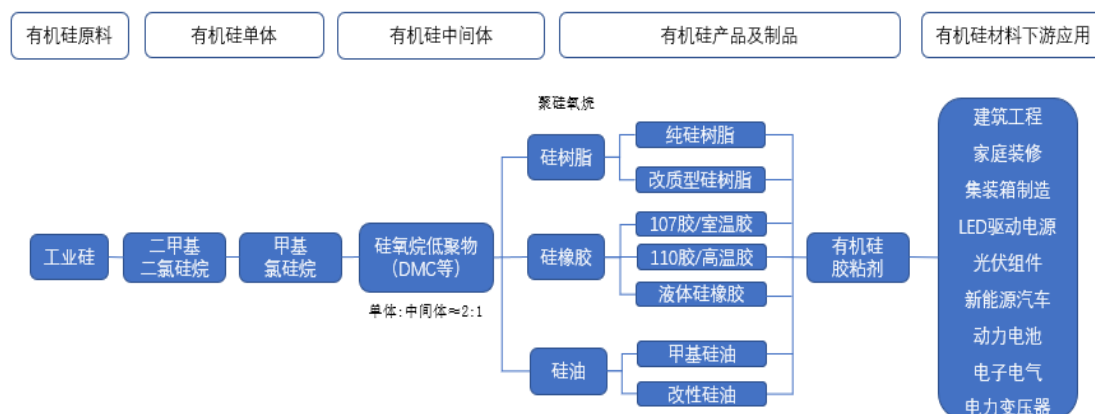 有机硅原料
有机硅单体
有机硅中间体
有机硅产品及制品
有机硅材料下游应用
聚硅氧烷
工业硅
二甲基
二氯硅烷
甲基
氯硅烷
硅氧烷低聚物
(DMC等)
单体:中间体≈2:1
硅树脂
纯硅树脂
改质型硅树脂
硅橡胶
107胶/室温胶
110胶/高温胶
液体硅橡胶
硅油
甲基硅油
改性硅油
有机硅
胶粘剂
建筑工程
家庭装修
集装箱制造
LED驱动电源
光伏组件
新能源汽车
动力电池
电子电气
电力变压器